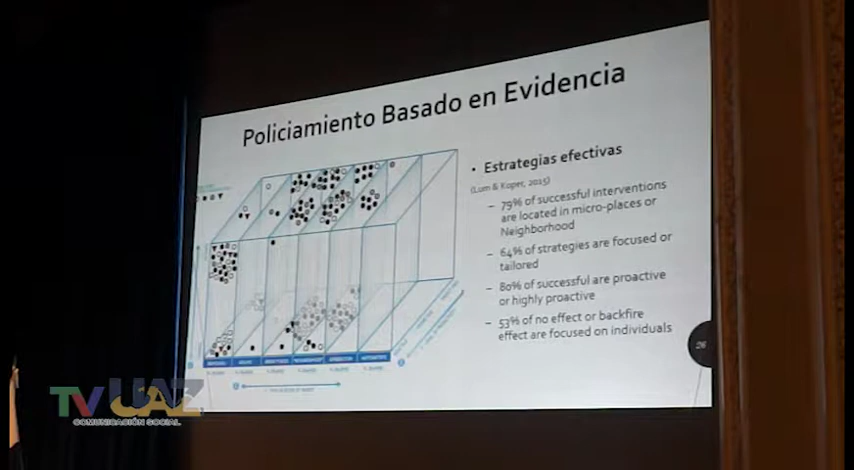 Policiamiento Basado en Evidencia
• Estrategias efectivas
(Lum & Koper, 2015)
– 79% of successful interventions
are located in micro-places or
Neighborhood
– 64% of strategies are focused or
tailored
– 80% of successful are proactive
or highly proactive
– 53% of no effect or backfire
effect are focused on individuals
26
TVUAZ
COMUNICACIÓN SOCIAL